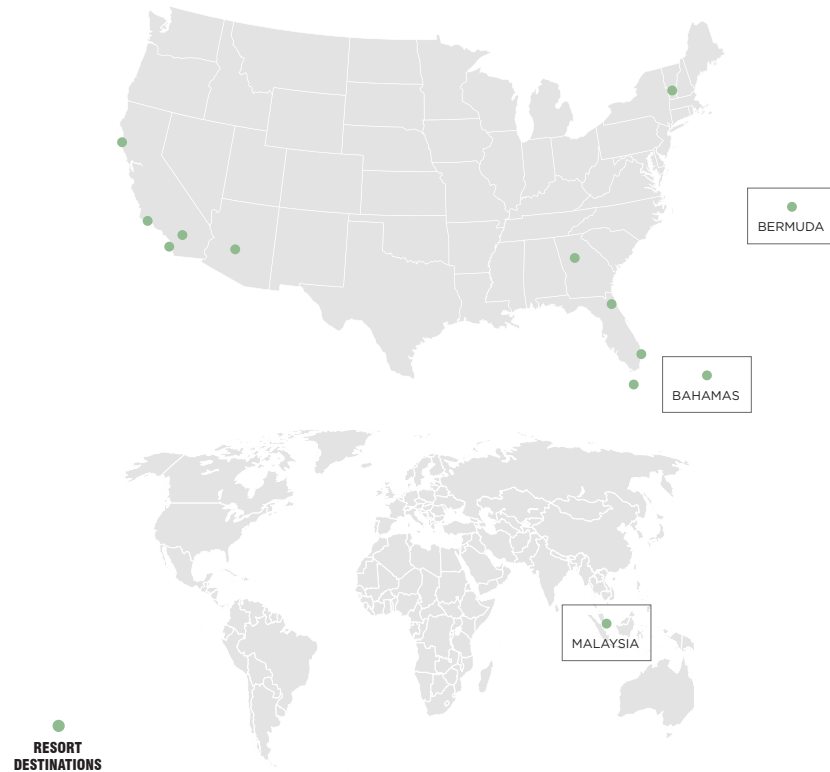 BERMUDA
BAHAMAS
MALAYSIA
RESORT
DESTINATIONS